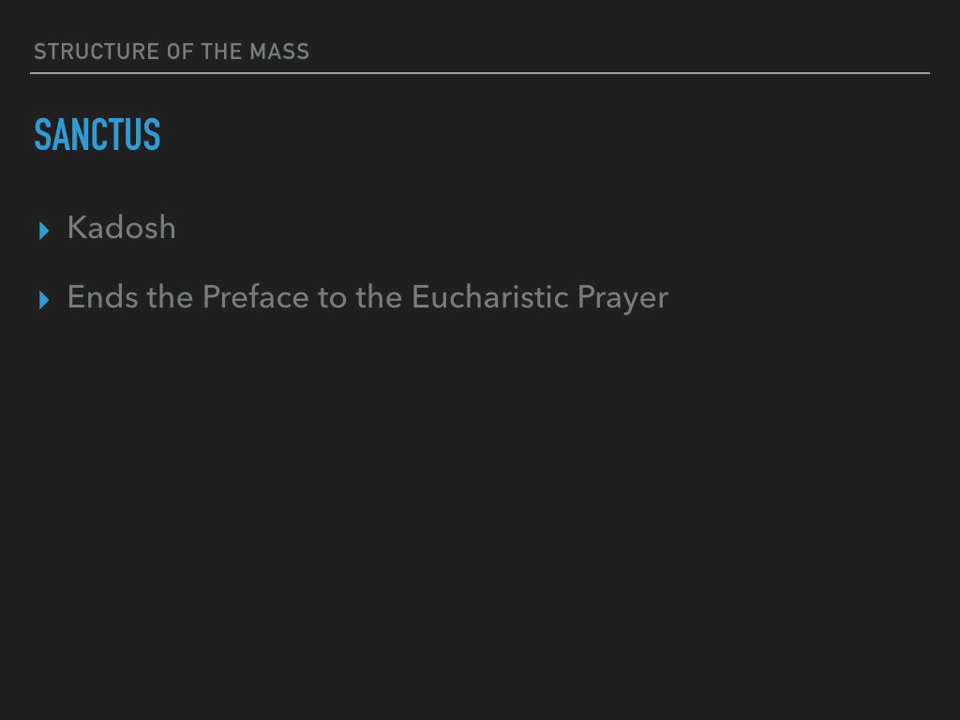 STRUCTURE OF THE MASS
SANCTUS
Kadosh
Ends the Preface to the Eucharistic Prayer